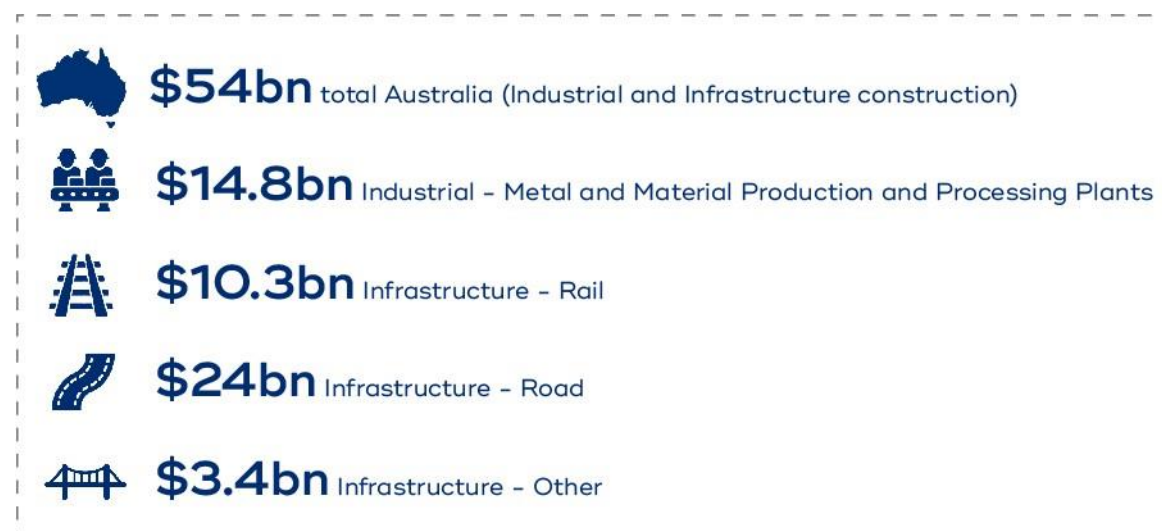 $54bn total Australia (Industrial and Infrastructure construction)
$14.8bn Industrial - Metal and Material Production and Processing Plants
$10.3bn Infrastructure - Rail
$24bn Infrastructure - Road
$3.4bn Infrastructure - Other